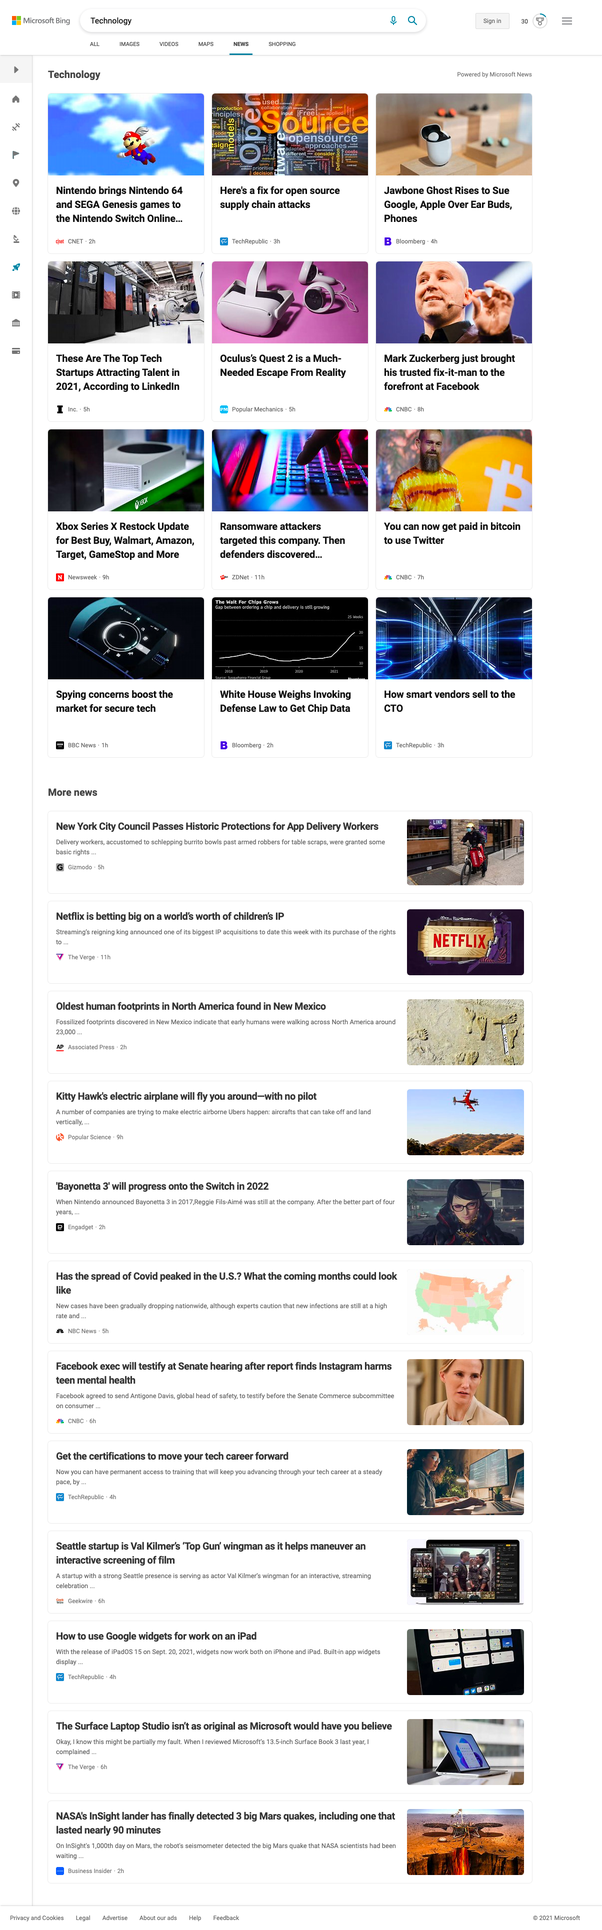 Microsoft Bing
Technology
Sign in
30
ALL
IMAGES
VIDEOS
MAPS
NEWS
SHOPPING
Technology
Powered by Microsoft News
used
production
Free
principles
models
Open
Source
opensource
approaches
Nintendo brings Nintendo 64
and SEGA Genesis games to
the Nintendo Switch Online...
CNET · 2h
Here's a fix for open source
supply chain attacks
TechRepublic · 3h
Jawbone Ghost Rises to Sue
Google, Apple Over Ear Buds,
Phones
Bloomberg · 4h
These Are The Top Tech
Startups Attracting Talent in
2021, According to LinkedIn
Inc. · 5h
Oculus's Quest 2 is a Much-
Needed Escape From Reality
Popular Mechanics · 5h
Mark Zuckerberg just brought
his trusted fix-it-man to the
forefront at Facebook
CNBC · 8h
XBOX
Xbox Series X Restock Update
for Best Buy, Walmart, Amazon,
Target, GameStop and More
Newsweek · 9h
Ransomware attackers
targeted this company. Then
defenders discovered...
ZDNet · 11h
You can now get paid in bitcoin
to use Twitter
CNBC · 7h
The Wait For Chips Grows
Gap between ordering a chip and delivery is still growing
25 Weeks
20
15
10
2018
2019
2020
2021
Source: Susquehanna Financial Group
Spying concerns boost the
market for secure tech
BBC News · 1h
White House Weighs Invoking
Defense Law to Get Chip Data
Bloomberg · 2h
How smart vendors sell to the
CTO
TechRepublic · 3h
More news
New York City Council Passes Historic Protections for App Delivery Workers
Delivery workers, accustomed to schlepping burrito bowls past armed robbers for table scraps, were granted some
basic rights ...
Gizmodo · 5h
Netflix is betting big on a world's worth of children's IP
Streaming's reigning king announced one of its biggest IP acquisitions to date this week with its purchase of the rights
to ...
The Verge · 11h
NETFLIX
Oldest human footprints in North America found in New Mexico
Fossilized footprints discovered in New Mexico indicate that early humans were walking across North America around
23,000 ...
AP
Associated Press · 2h
Kitty Hawk's electric airplane will fly you around—with no pilot
A number of companies are trying to make electric airborne Ubers happen: aircrafts that can take off and land
vertically, ...
Popular Science · 9h
'Bayonetta 3' will progress onto the Switch in 2022
When Nintendo announced Bayonetta 3 in 2017,Reggie Fils-Aimé was still at the company. After the better part of four
years, ...
Engadget · 2h
Has the spread of Covid peaked in the U.S.? What the coming months could look
like
New cases have been gradually dropping nationwide, although experts caution that new infections are still at a high
rate and ...
NBC News · 5h
Facebook exec will testify at Senate hearing after report finds Instagram harms
teen mental health
Facebook agreed to send Antigone Davis, global head of safety, to testify before the Senate Commerce subcommittee
on consumer ...
CNBC · 6h
Get the certifications to move your tech career forward
Now you can have permanent access to training that will keep you advancing through your tech career at a steady
pace, by ...
TechRepublic · 4h
Seattle startup is Val Kilmer's 'Top Gun' wingman as it helps maneuver an
interactive screening of film
A startup with a strong Seattle presence is serving as actor Val Kilmer's wingman for an interactive, streaming
celebration ...
Geekwire · 6h
How to use Google widgets for work on an iPad
With the release of iPadOS 15 on Sept. 20, 2021, widgets now work both on iPhone and iPad. Built-in app widgets
display ...
TechRepublic · 4h
The Surface Laptop Studio isn't as original as Microsoft would have you believe
Okay, I know this might be partially my fault. When I reviewed Microsoft's 13.5-inch Surface Book 3 last year, I
complained ...
The Verge · 6h
NASA's InSight lander has finally detected 3 big Mars quakes, including one that
lasted nearly 90 minutes
On InSight's 1,000th day on Mars, the robot's seismometer detected the big Mars quake that NASA scientists had been
waiting ...
Business Insider · 2h
Privacy and Cookies
Legal
Advertise
About our ads
Help
Feedback
© 2021 Microsoft